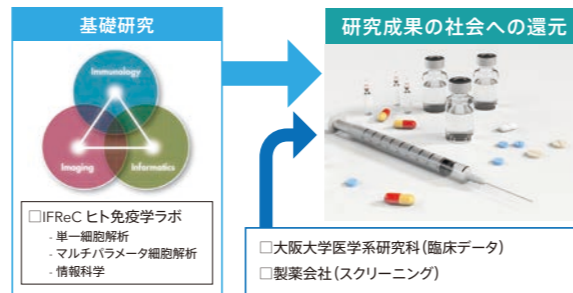 基礎研究
Immunology
Imaging
Informatics
□IFReC ヒト免疫学ラボ
- 単一細胞解析
- マルチパラメータ細胞解析
- 情報科学
研究成果の社会への還元
□大阪大学医学系研究科(臨床データ)
□製薬会社(スクリーニング)